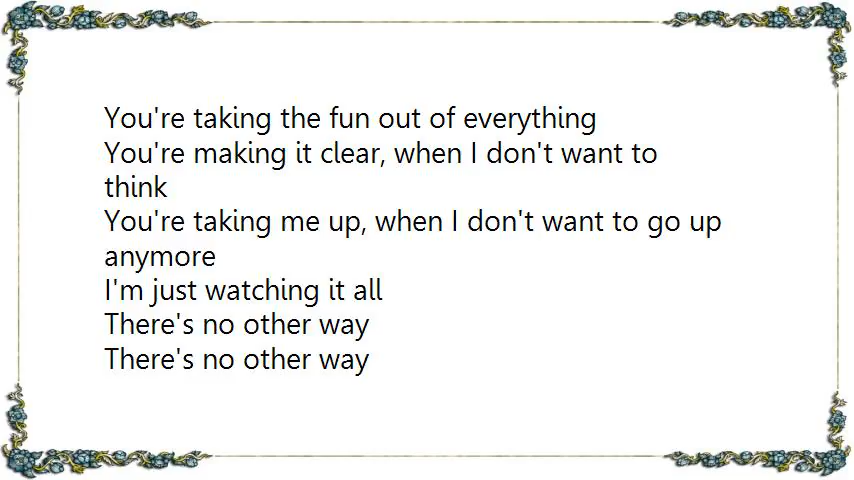 You're taking the fun out of everything
You're making it clear, when I don't want to
think
You're taking me up, when I don't want to go up
anymore
I'm just watching it all
There's no other way
There's no other way